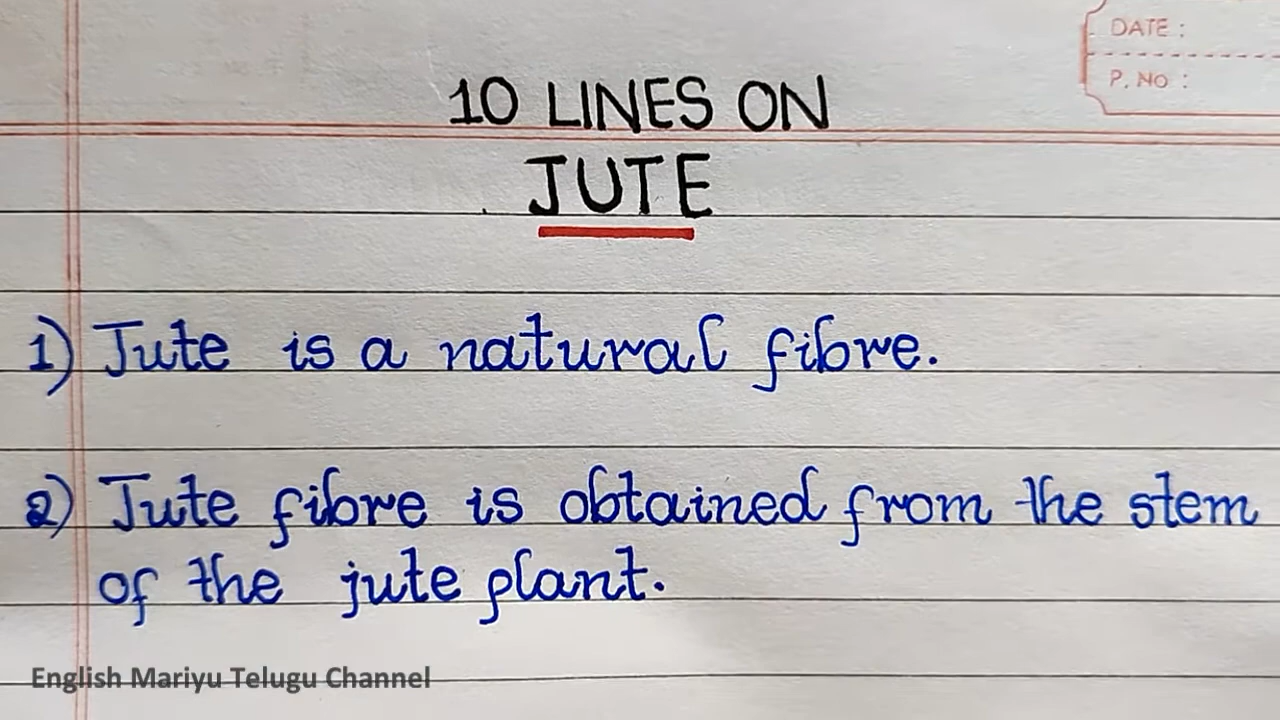 DATE :
P. NO :
10 LINES ON
JUTE
1) Jute is a natural fibre.
2) Jute fibre is obtained from the stem
of the jute plant.
English Mariyu Telugu Channel